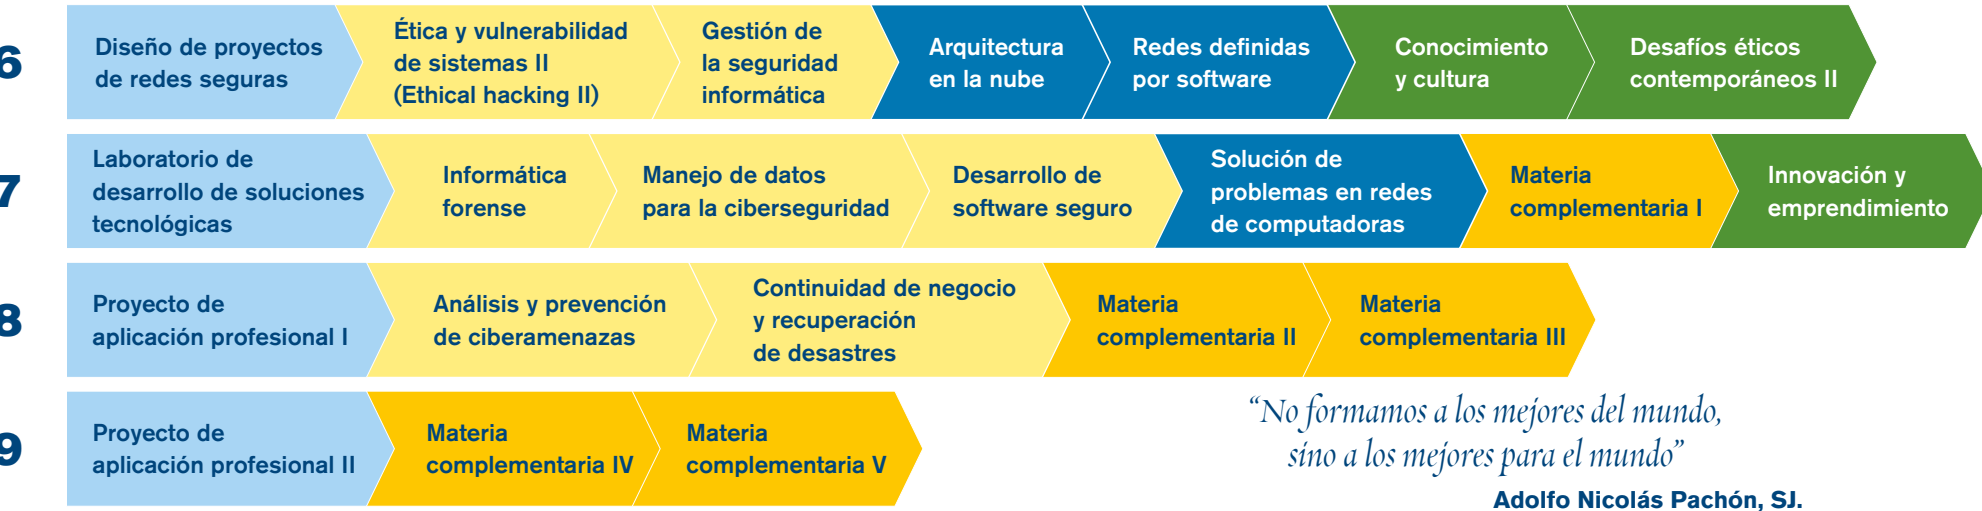 6
Diseño de proyectos
de redes seguras
Ética y vulnerabilidad
de sistemas II
(Ethical hacking II)
Gestión de
la seguridad
informática
Arquitectura
en la nube
Redes definidas
por software
Conocimiento
y cultura
Desafíos éticos
contemporáneos II
7
Laboratorio de
desarrollo de soluciones
tecnológicas
Informática
forense
Manejo de datos
para la ciberseguridad
Desarrollo de
software seguro
Solución de
problemas en redes
de computadoras
Materia
complementaria I
Innovación y
emprendimiento
8
Proyecto de
aplicación profesional I
Análisis y prevención
de ciberamenazas
Continuidad de negocio
y recuperación
de desastres
Materia
complementaria II
Materia
complementaria III
9
Proyecto de
aplicación profesional II
Materia
complementaria IV
Materia
complementaria V
“No formamos a los mejores del mundo,
sino a los mejores para el mundo”
Adolfo Nicolás Pachón, SJ.